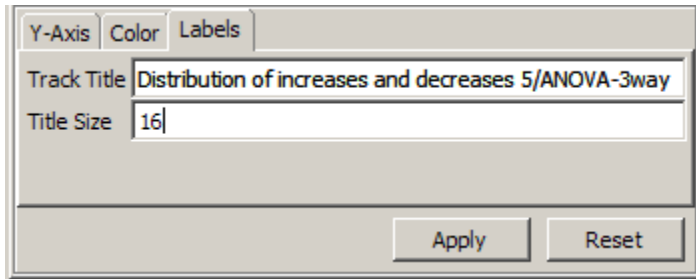 Y-Axis Color Labels
Track Title Distribution of increases and decreases 5/ANOVA-3way
Title Size 16
Apply Reset